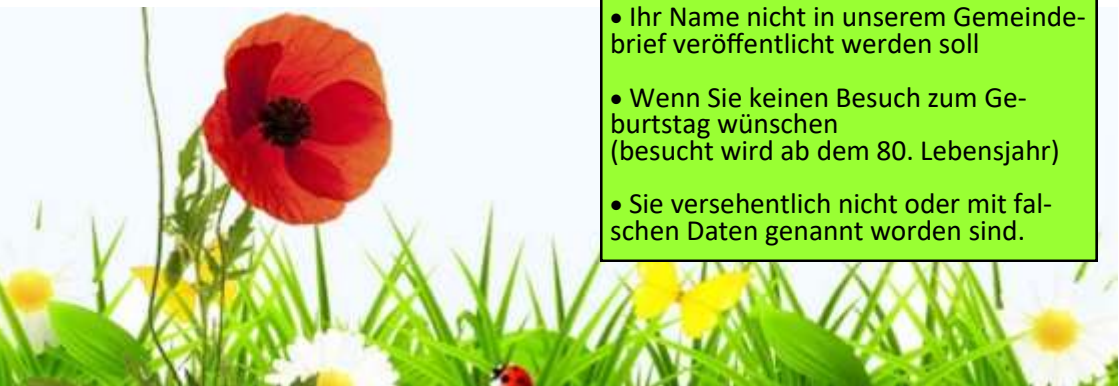 • Ihr Name nicht in unserem Gemeinde-
brief veröffentlicht werden soll
• Wenn Sie keinen Besuch zum Ge-
burtstag wünschen
(besucht wird ab dem 80. Lebensjahr)
• Sie versehentlich nicht oder mit fal-
schen Daten genannt worden sind.